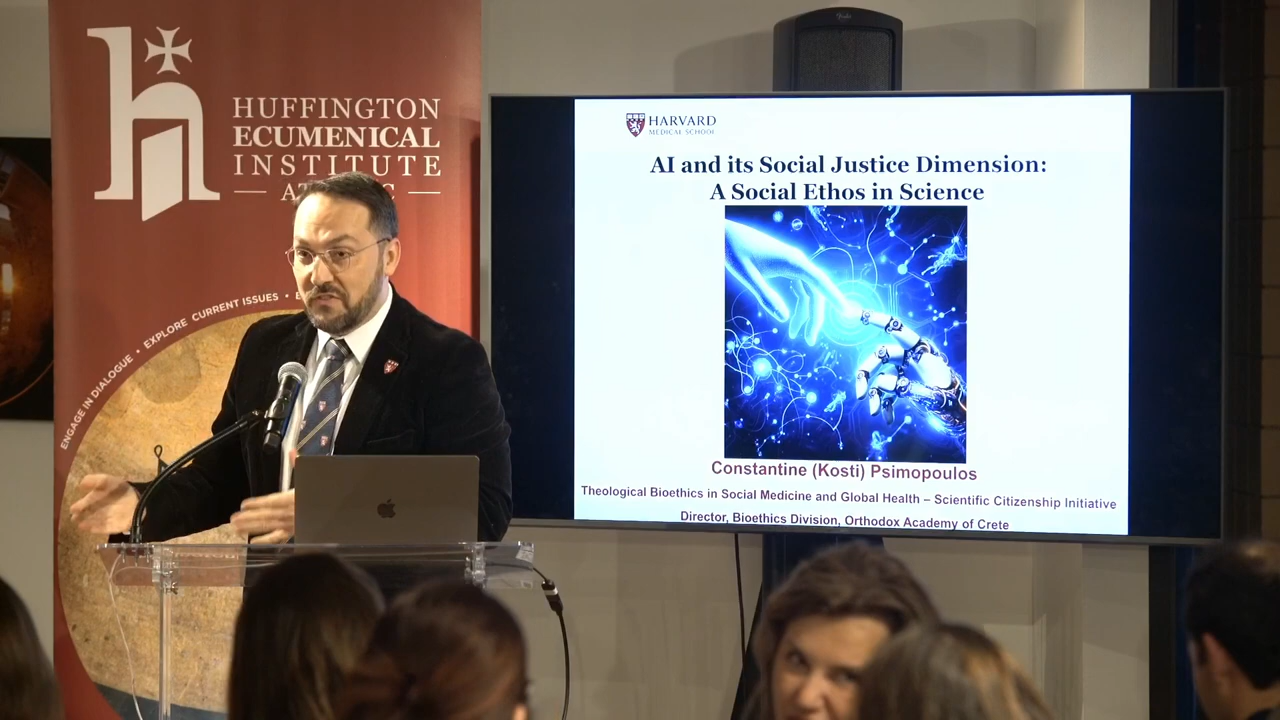 HUFFINGTON
ECUMENICAL
INSTITUTE
ENGAGE IN DIALOGUE • EXPLORE CURRENT ISSUES •
HARVARD
MEDICAL SCHOOL
AI and its Social Justice Dimension:
A Social Ethos in Science
Constantine (Kosti) Psimopoulos
Theological Bioethics in Social Medicine and Global Health – Scientific Citizenship Initiative
Director, Bioethics Division, Orthodox Academy of Crete
Fender